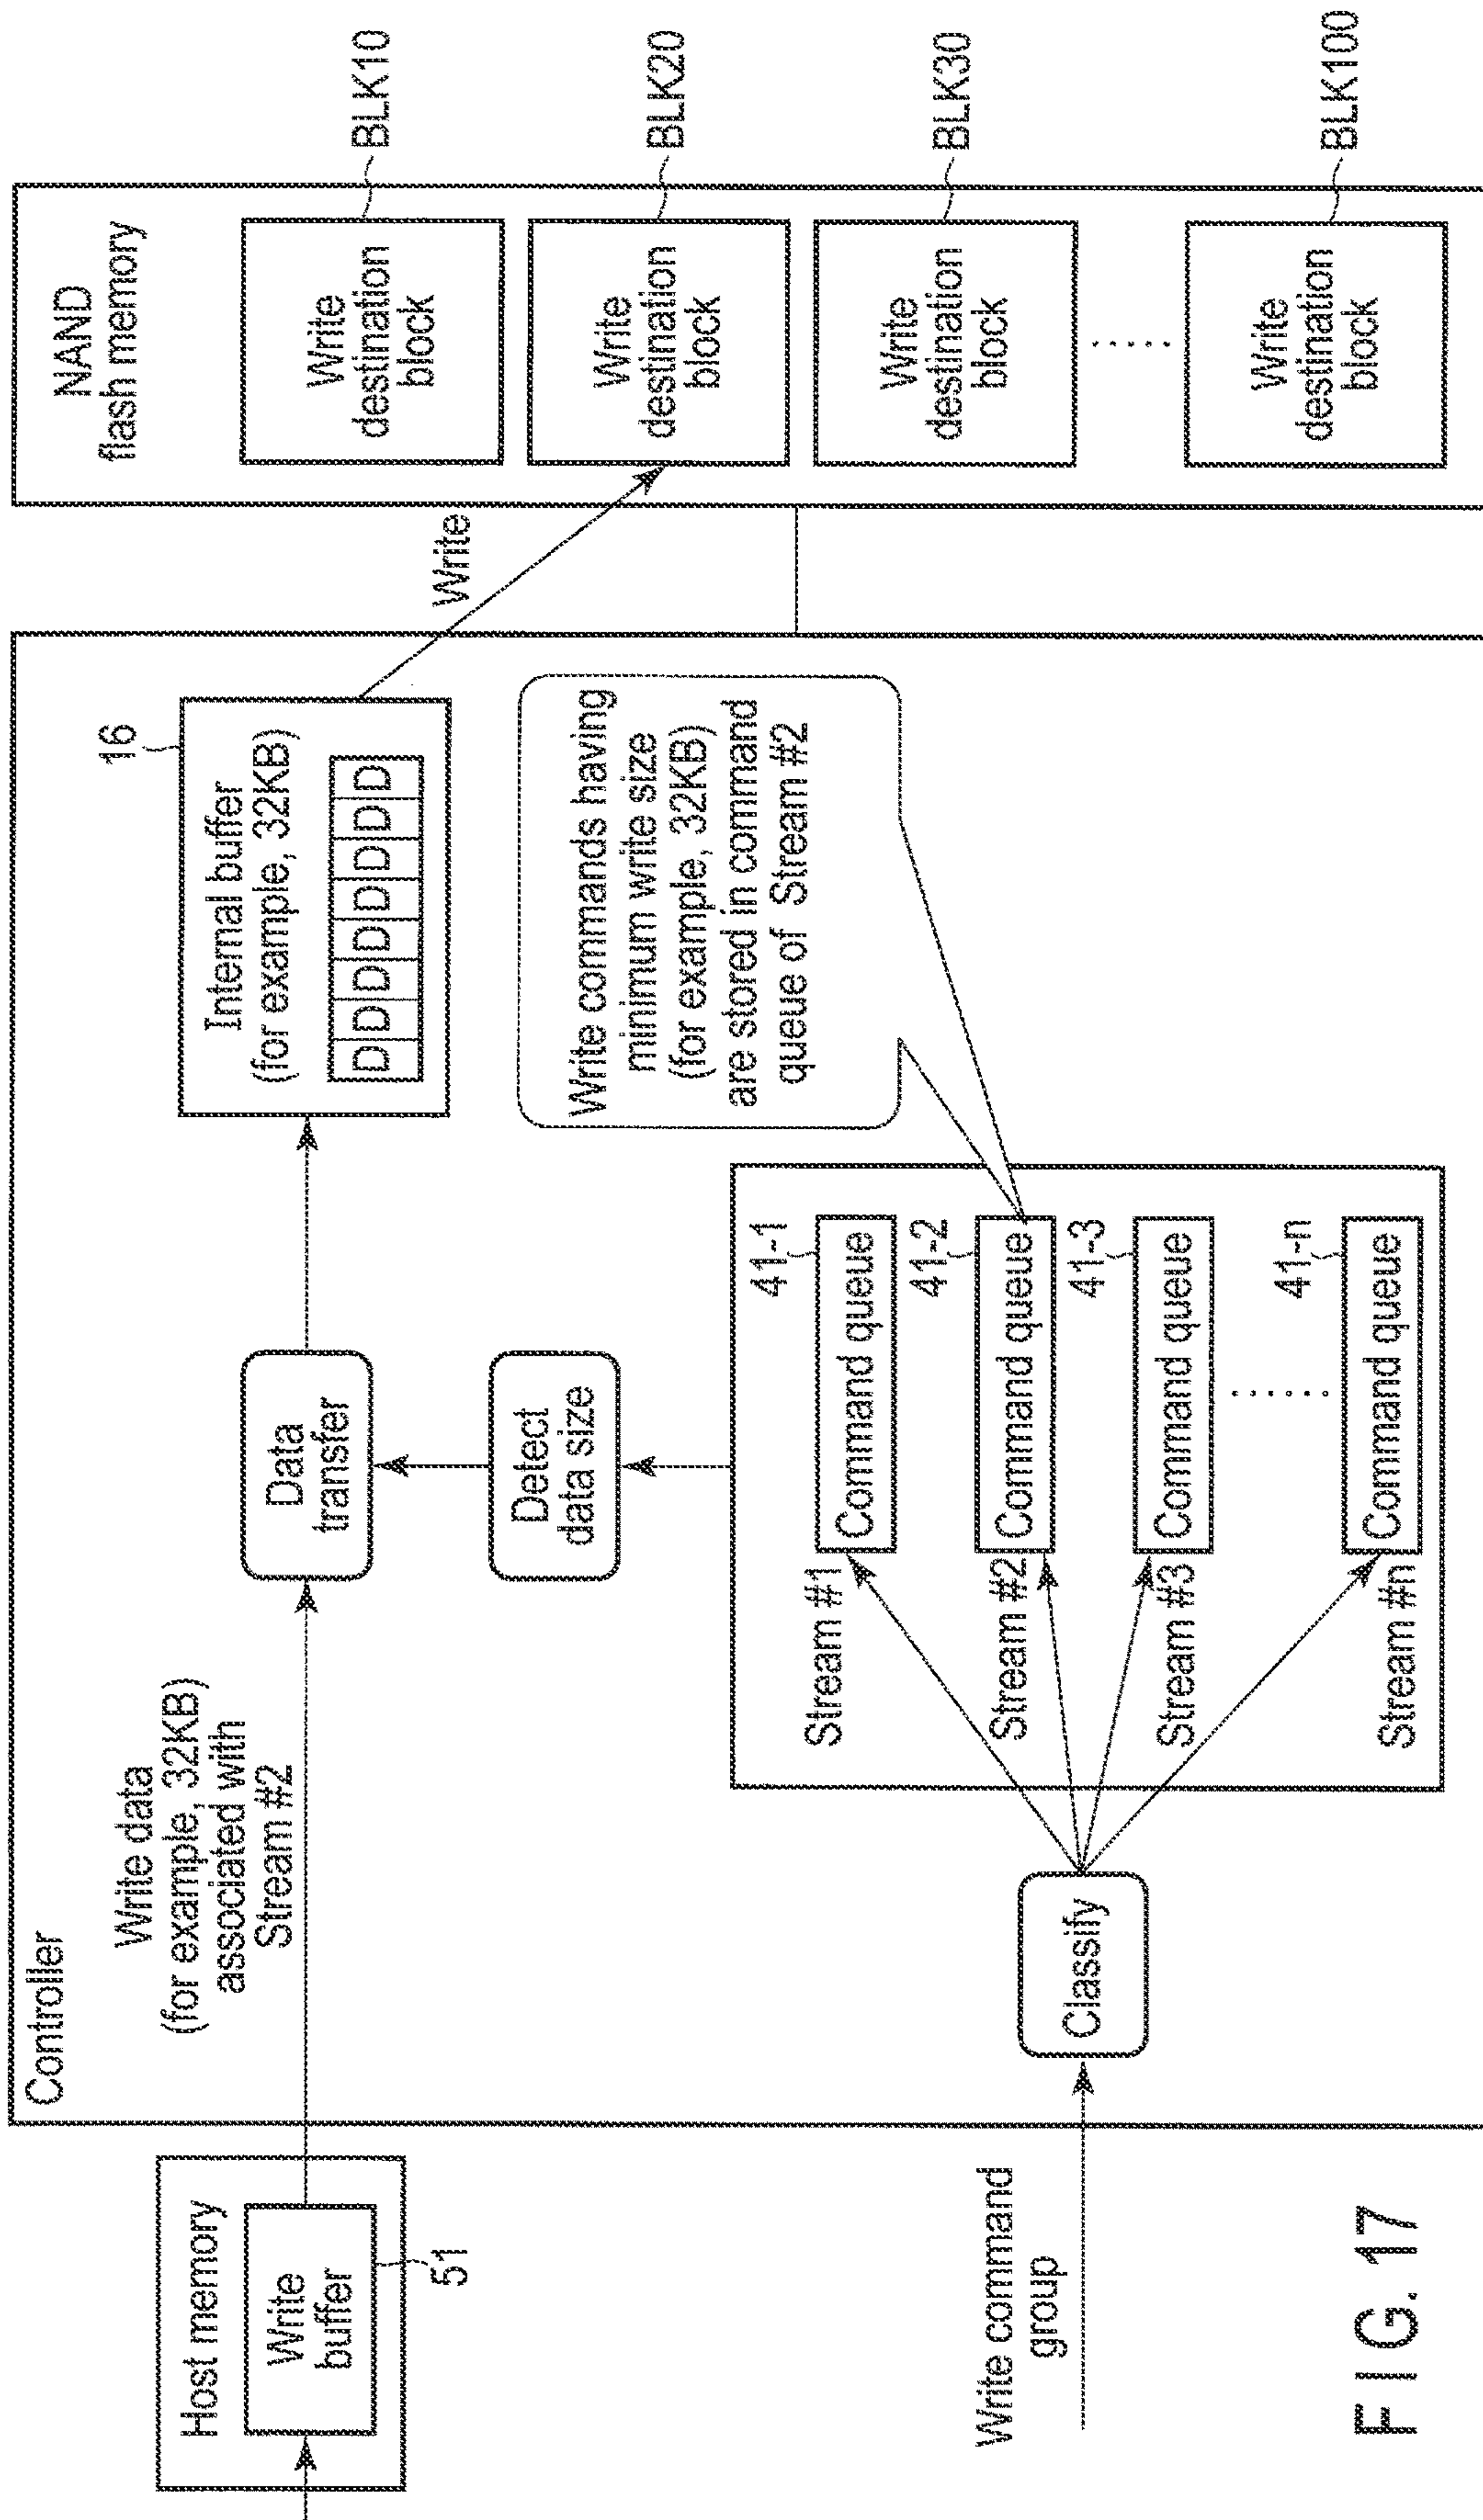 Host memory
Write
buffer
51
Write command
group
Controller
Write data
(for example, 32KB)
associated with
Stream #2
Classify
Data
transfer
Detect
data size
Stream #1
Command queue
41-1
Stream #2
Command queue
41-2
Stream #3
Command queue
41-3
Stream #n
Command queue
41-n
16
Internal buffer
(for example, 32KB)
D D D D D D D D
Write commands having
minimum write size
(for example, 32KB)
are stored in command
queue of Stream #2
Write
NAND
flash memory
Write
destination
block
BLK10
Write
destination
block
BLK20
Write
destination
block
BLK30
Write
destination
block
BLK100
FIG. 17